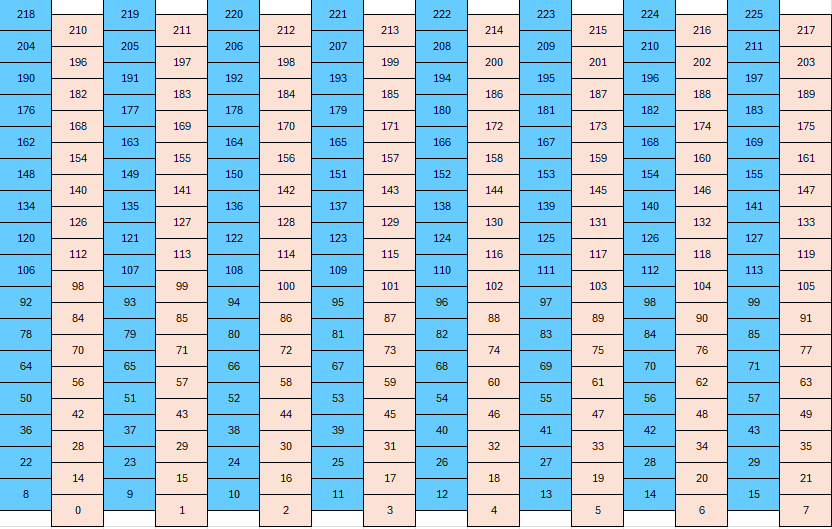 218 219 220 221 222 223 224 225
210 211 212 213 214 215 216 217
204 205 206 207 208 209 210 211
196 197 198 199 200 201 202 203
190 191 192 193 194 195 196 197
182 183 184 185 186 187 188 189
176 177 178 179 180 181 182 183
168 169 170 171 172 173 174 175
162 163 164 165 166 167 168 169
154 155 156 157 158 159 160 161
148 149 150 151 152 153 154 155
140 141 142 143 144 145 146 147
134 135 136 137 138 139 140 141
126 127 128 129 130 131 132 133
120 121 122 123 124 125 126 127
112 113 114 115 116 117 118 119
106 107 108 109 110 111 112 113
98 99 100 101 102 103 104 105
92 93 94 95 96 97 98 99
84 85 86 87 88 89 90 91
78 79 80 81 82 83 84 85
70 71 72 73 74 75 76 77
64 65 66 67 68 69 70 71
56 57 58 59 60 61 62 63
50 51 52 53 54 55 56 57
42 43 44 45 46 47 48 49
36 37 38 39 40 41 42 43
28 29 30 31 32 33 34 35
22 23 24 25 26 27 28 29
14 15 16 17 18 19 20 21
8 9 10 11 12 13 14 15
0 1 2 3 4 5 6 7